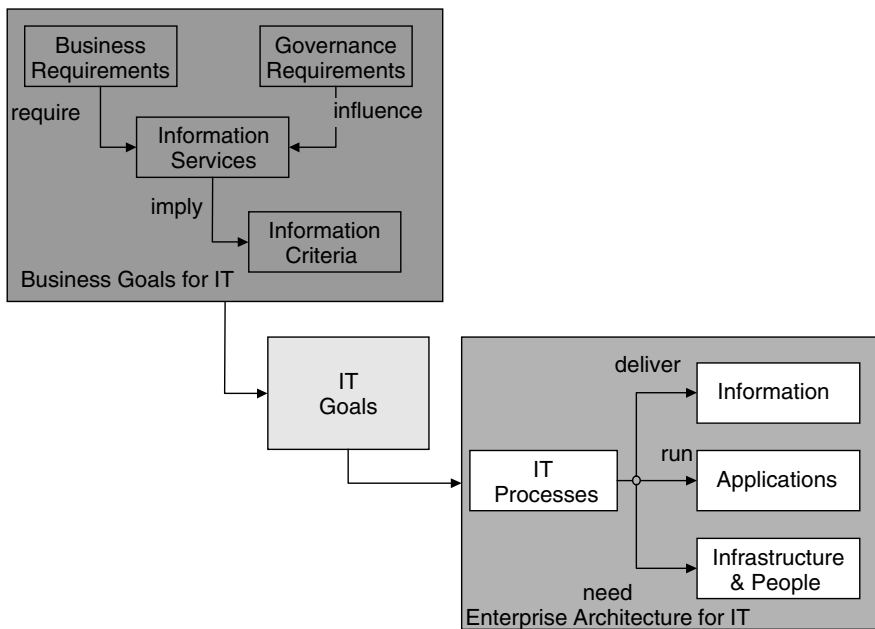 Business
Requirements
Governance
Requirements
require
influence
Information
Services
imply
Information
Criteria
Business Goals for IT
IT
Goals
deliver
Information
IT
Processes
run
Applications
need
Infrastructure
& People
Enterprise Architecture for IT